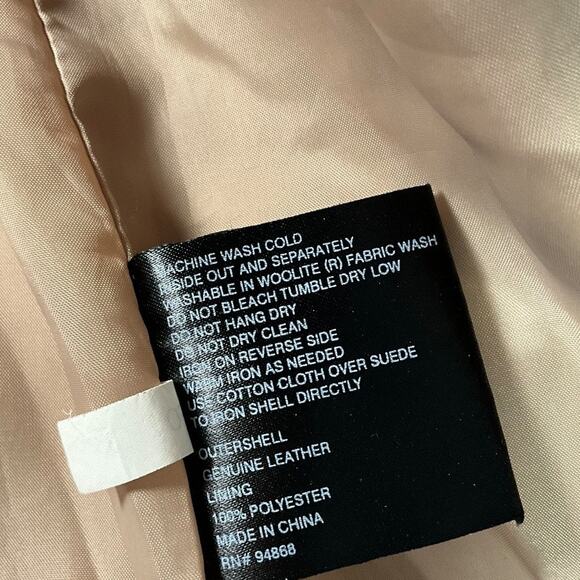 MACHINE WASH COLD
INSIDE OUT AND SEPARATELY
WASHABLE IN WOOLITE (R) FABRIC WASH
DO NOT BLEACH TUMBLE DRY LOW
DO NOT HANG DRY
DO NOT DRY CLEAN
IRON ON REVERSE SIDE
WARM IRON AS NEEDED
USE COTTON CLOTH OVER SUEDE
TO IRON SHELL DIRECTLY
OUTERSHELL
GENUINE LEATHER
LINING
100% POLYESTER
MADE IN CHINA
RN# 94868